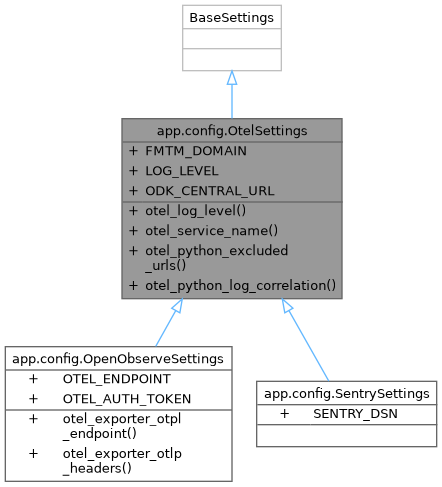 BaseSettings
app.config.OtelSettings
+ FMTM_DOMAIN
+ LOG_LEVEL
+ ODK_CENTRAL_URL
+ otel_log_level()
+ otel_service_name()
+ otel_python_excluded
_urls()
+ otel_python_log_correlation()
app.config.OpenObserveSettings
+ OTEL_ENDPOINT
+ OTEL_AUTH_TOKEN
+ otel_exporter_otpl
_endpoint()
+ otel_exporter_otlp
_headers()
app.config.SentrySettings
+ SENTRY_DSN